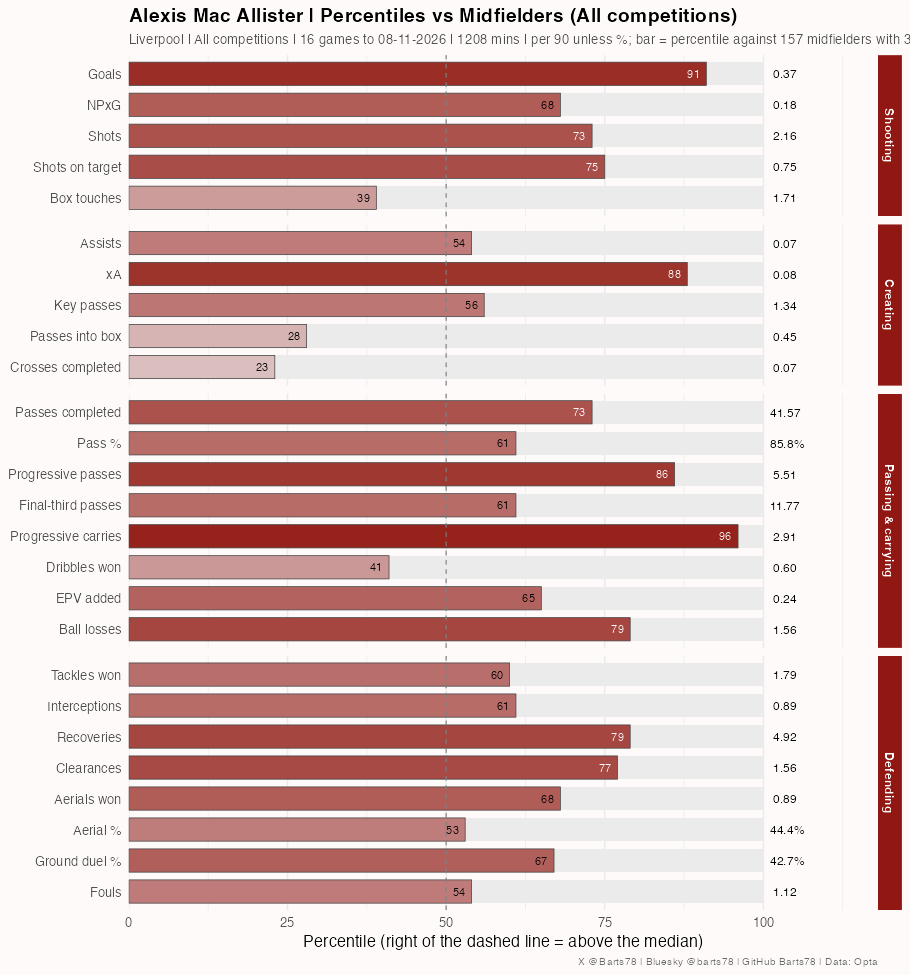 Alexis Mac Allister | Percentiles vs Midfielders (All competitions)
Liverpool | All competitions | 16 games to 08-11-2026 | 1208 mins | per 90 unless %; bar = percentile against 157 midfielders with 3
Shooting
Goals 91 0.37
NPxG 68 0.18
Shots 73 2.16
Shots on target 75 0.75
Box touches 39 1.71
Creating
Assists 54 0.07
xA 88 0.08
Key passes 56 1.34
Passes into box 28 0.45
Crosses completed 23 0.07
Passing & carrying
Passes completed 73 41.57
Pass % 61 85.8%
Progressive passes 86 5.51
Final-third passes 61 11.77
Progressive carries 96 2.91
Dribbles won 41 0.60
EPV added 65 0.24
Ball losses 79 1.56
Defending
Tackles won 60 1.79
Interceptions 61 0.89
Recoveries 79 4.92
Clearances 77 1.56
Aerials won 68 0.89
Aerial % 53 44.4%
Ground duel % 67 42.7%
Fouls 54 1.12
0 25 50 75 100
Percentile (right of the dashed line = above the median)
X @Barts78 | Bluesky @barts78 | GitHub Barts78 | Data: Opta